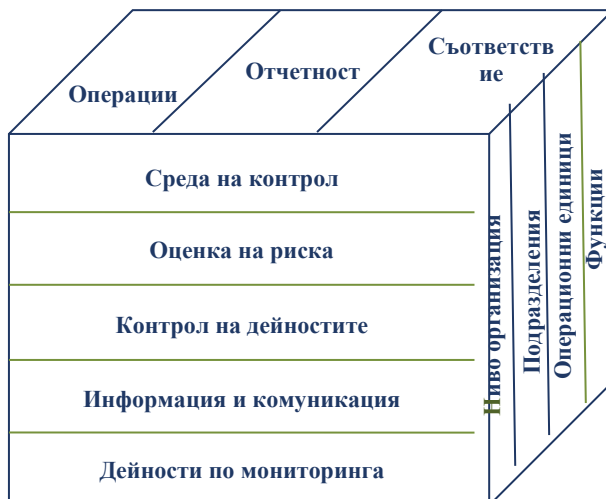 Операции
Отчетност
Съответств
ие
Среда на контрол
Оценка на риска
Контрол на дейностите
Информация и комуникация
Дейности по мониторинга
Ниво организация
Подразделения
Операционни единици
Функции